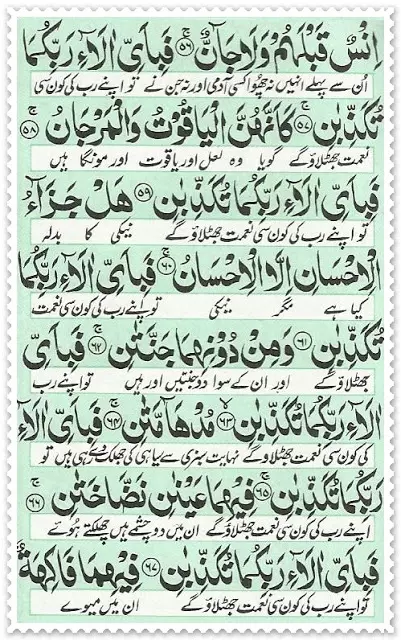 اِنۡسٌ قَبۡلَهُمۡ وَلَا جَآنٌّ ۚ﴿۵۶﴾ فَبِاَىِّ اٰلَآءِ رَبِّكُمَا
اُن سے پہلے انہیں نہ چھُوا کسی آدمی اور نہ جن نے تو اپنے رب کی کون سی
تُكَذِّبٰنِ ۚ﴿۵۷﴾ كَاَنَّهُنَّ الۡيَاقُوۡتُ وَالۡمَرۡجَانُ ۚ﴿۵۸﴾
نعمت جھٹلاؤ گے گویا وہ لعل اور یاقوت اور مونگا ہیں
فَبِاَىِّ اٰلَآءِ رَبِّكُمَا تُكَذِّبٰنِ ﴿۵۹﴾ هَلۡ جَزَآءُ
تو اپنے رب کی کون سی نعمت جھٹلاؤ گے نیکی کا بدلہ
الۡاِحۡسَانِ اِلَّا الۡاِحۡسَانُ ۚ﴿۶۰﴾ فَبِاَىِّ اٰلَآءِ رَبِّكُمَا
کیا ہے مگر نیکی تو اپنے رب کی کون سی نعمت
تُكَذِّبٰنِ ﴿۶۱﴾ وَمِنۡ دُوۡنِهِمَا جَنَّتٰنِ ۚ﴿۶۲﴾ فَبِاَىِّ
جھٹلاؤ گے اور ان کے سوا دو جنتیں اور ہیں تو اپنے رب
اٰلَآءِ رَبِّكُمَا تُكَذِّبٰنِ ۙ﴿۶۳﴾ مُدۡهَآمَّتٰنِ ۚ﴿۶۴﴾ فَبِاَىِّ اٰلَآءِ
کی کون سی نعمت جھٹلاؤ گے نہایت سبزی سے سیاہی کی جھلک دے رہی ہیں تو
رَبِّكُمَا تُكَذِّبٰنِ ۚ﴿۶۵﴾ فِيۡهِمَا عَيۡنٰنِ نَضَّاخَتٰنِ ۚ﴿۶۶﴾
اپنے رب کی کون سی نعمت جھٹلاؤ گے ان میں دو چشمے ہیں چھلکتے ہوئے
فَبِاَىِّ اٰلَآءِ رَبِّكُمَا تُكَذِّبٰنِ ﴿۶۷﴾ فِيۡهِمَا فَاكِهَةٌ
تو اپنے رب کی کون سی نعمت جھٹلاؤ گے ان میں میوے